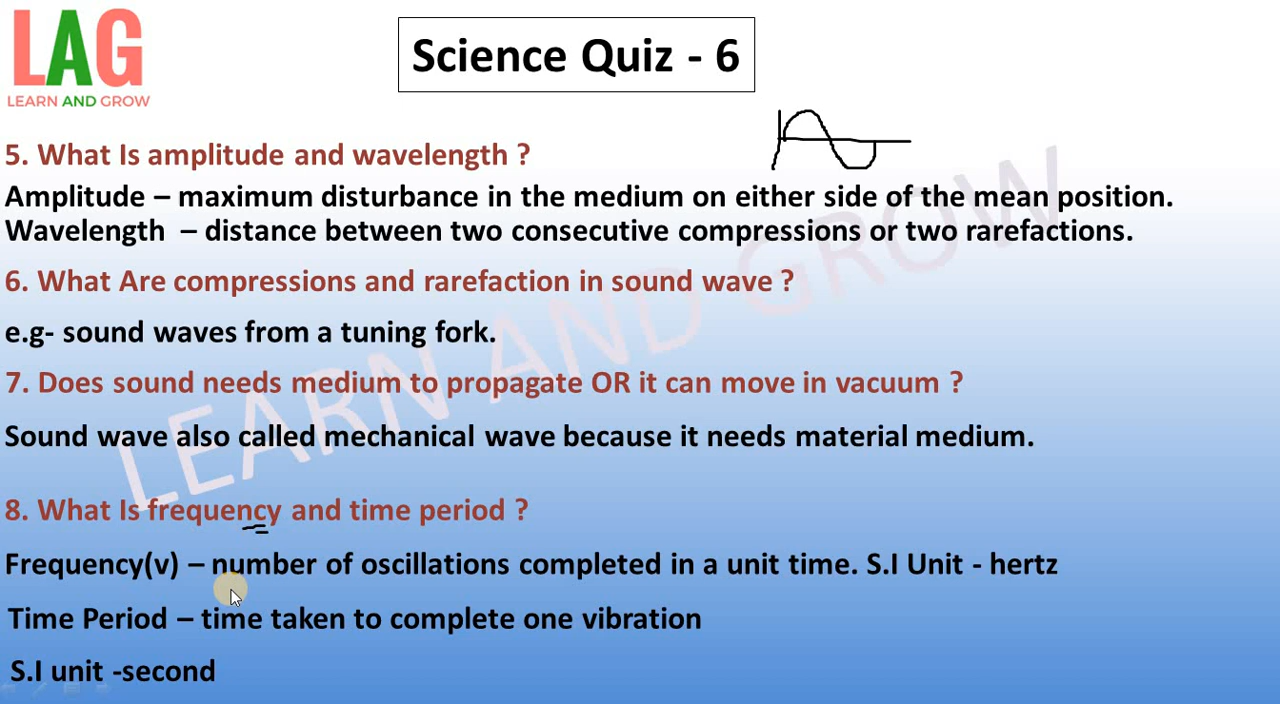 LAG
LEARN AND GROW
Science Quiz - 6
5. What Is amplitude and wavelength ?
Amplitude – maximum disturbance in the medium on either side of the mean position.
Wavelength – distance between two consecutive compressions or two rarefactions.
6. What Are compressions and rarefaction in sound wave ?
e.g- sound waves from a tuning fork.
7. Does sound needs medium to propagate OR it can move in vacuum ?
Sound wave also called mechanical wave because it needs material medium.
LEARN AND GROW
8. What Is frequency and time period ?
Frequency(v) – number of oscillations completed in a unit time. S.I Unit - hertz
Time Period – time taken to complete one vibration
S.I unit -second